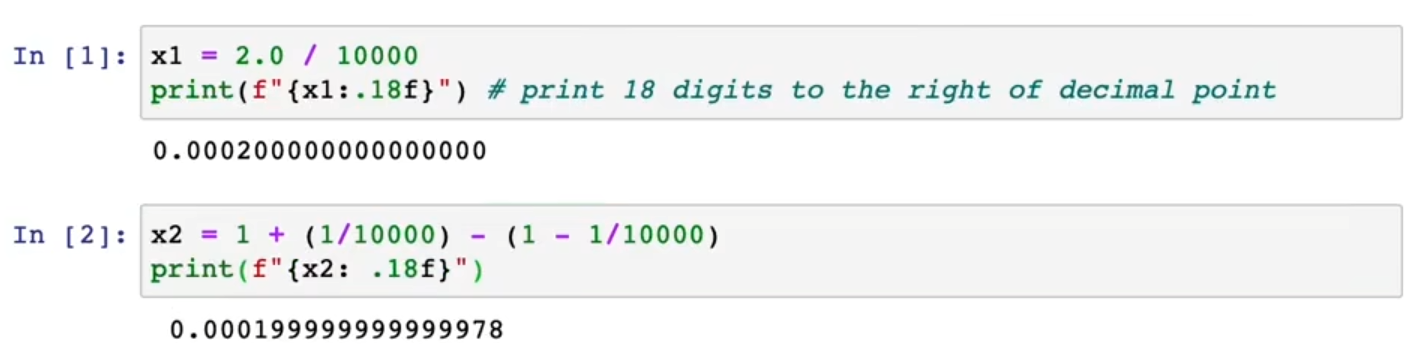 In [1]: x1 = 2.0 / 10000
print(f"{x1:.18f}") # print 18 digits to the right of decimal point
0.000200000000000000
In [2]: x2 = 1 + (1/10000) - (1 - 1/10000)
print(f"{x2: .18f}")
0.000199999999999978